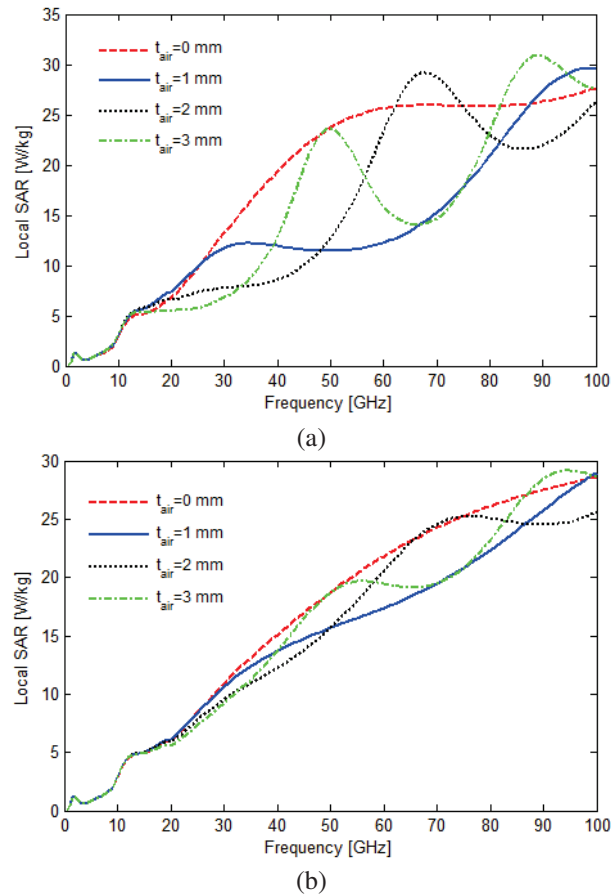 35
30
25
20
15
10
5
0
Local SAR [W/kg]
t_air=0 mm
t_air=1 mm
t_air=2 mm
t_air=3 mm
0 10 20 30 40 50 60 70 80 90 100
Frequency [GHz]
(a)
30
25
20
15
10
5
0
Local SAR [W/kg]
t_air=0 mm
t_air=1 mm
t_air=2 mm
t_air=3 mm
0 10 20 30 40 50 60 70 80 90 100
Frequency [GHz]
(b)